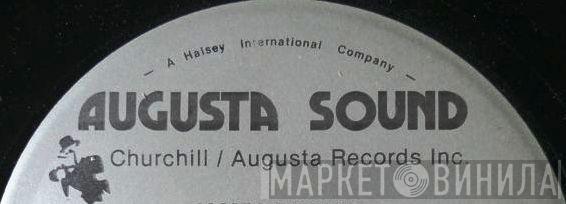 — A Halsey International Company —
AUGUSTA SOUND
Churchill / Augusta Records Inc.
МАРКЕТ ВИНИЛА